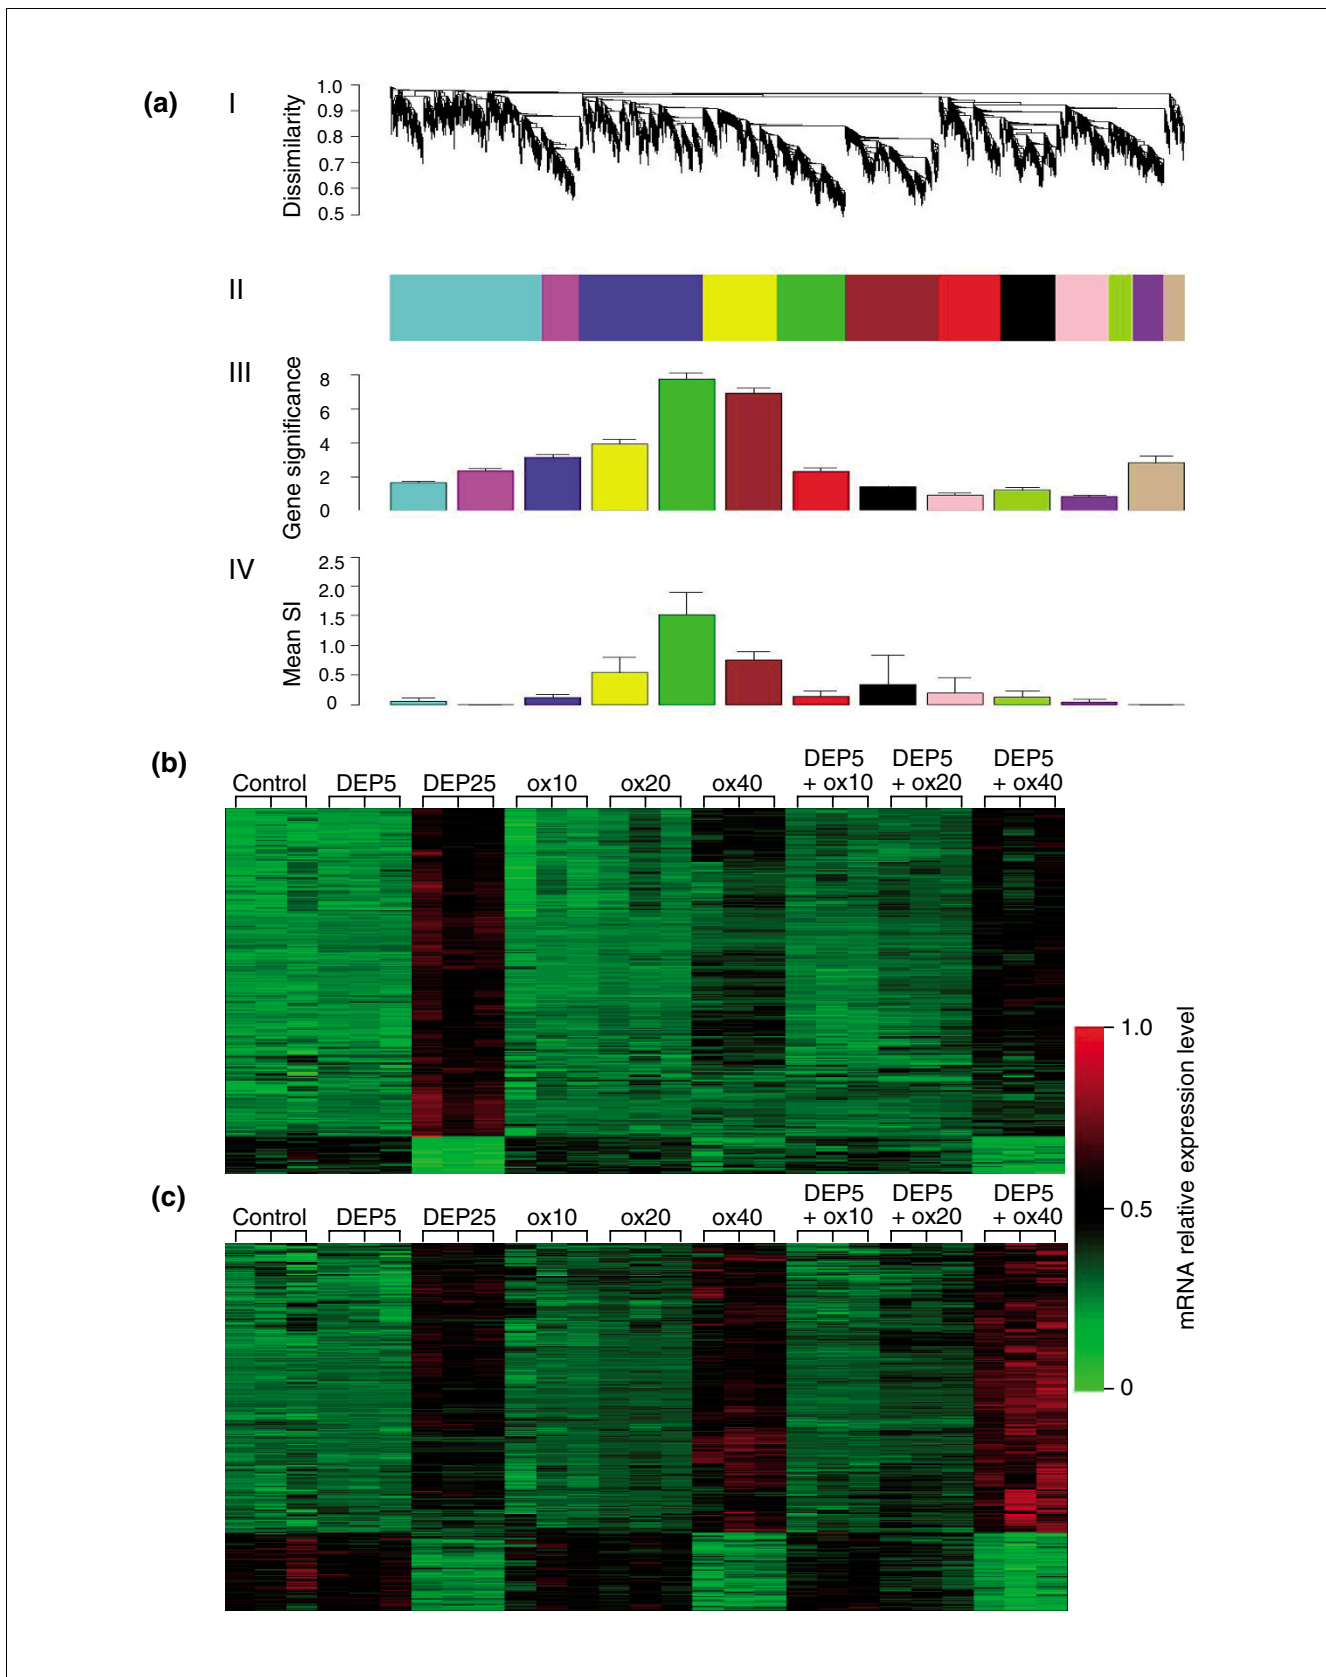 (a)
I
Dissimilarity
1.0
0.9
0.8
0.7
0.6
0.5
II
III
Gene significance
8
6
4
2
0
IV
Mean SI
2.5
2.0
1.5
1.0
0.5
0
(b)
Control
DEP5
DEP25
ox10
ox20
ox40
DEP5
+ ox10
DEP5
+ ox20
DEP5
+ ox40
(c)
Control
DEP5
DEP25
ox10
ox20
ox40
DEP5
+ ox10
DEP5
+ ox20
DEP5
+ ox40
1.0
0.5
0
mRNA relative expression level